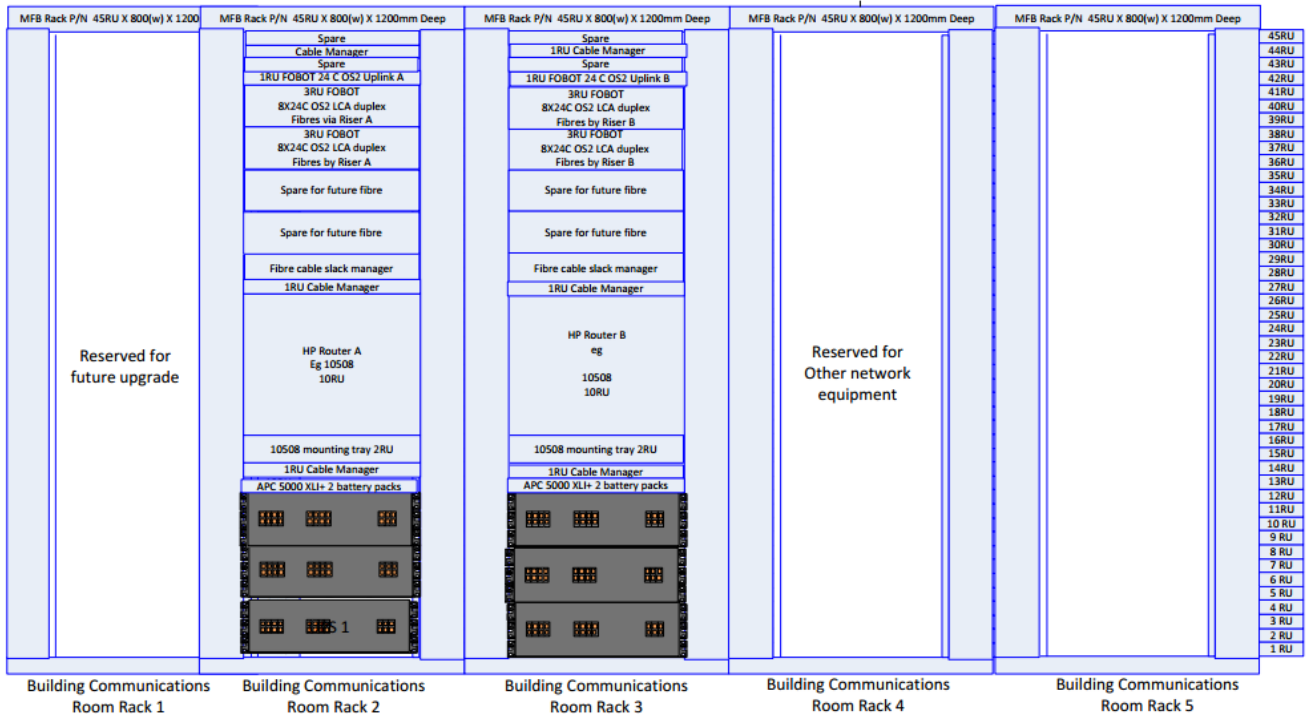 MFB Rack P/N 45RU X 800(w) X 1200
MFB Rack P/N 45RU X 800(w) X 1200mm Deep
MFB Rack P/N 45RU X 800(w) X 1200mm Deep
MFB Rack P/N 45RU X 800(w) X 1200mm Deep
MFB Rack P/N 45RU X 800(w) X 1200mm Deep
Reserved for
future upgrade
Spare
Cable Manager
Spare
1RU FOBOT 24 C OS2 Uplink A
3RU FOBOT
8X24C OS2 LCA duplex
Fibres via Riser A
3RU FOBOT
8X24C OS2 LCA duplex
Fibres by Riser A
Spare for future fibre
Spare for future fibre
Fibre cable slack manager
1RU Cable Manager
HP Router A
Eg 10508
10RU
10508 mounting tray 2RU
1RU Cable Manager
APC 5000 XLI+ 2 battery packs
S 1
Spare
1RU Cable Manager
Spare
1RU FOBOT 24 C OS2 Uplink B
3RU FOBOT
8X24C OS2 LCA duplex
Fibres by Riser B
3RU FOBOT
8X24C OS2 LCA duplex
Fibres by Riser B
Spare for future fibre
Spare for future fibre
Fibre cable slack manager
1RU Cable Manager
HP Router B
eg
10508
10RU
10508 mounting tray 2RU
1RU Cable Manager
APC 5000 XLI+ 2 battery packs
Reserved for
Other network
equipment
45RU
44RU
43RU
42RU
41RU
40RU
39RU
38RU
37RU
36RU
35RU
34RU
33RU
32RU
31RU
30RU
29RU
28RU
27RU
26RU
25RU
24RU
23RU
22RU
21RU
20RU
19RU
18RU
17RU
16RU
15RU
14RU
13RU
12RU
11RU
10 RU
9 RU
8 RU
7 RU
6 RU
5 RU
4 RU
3 RU
2 RU
1 RU
Building Communications
Room Rack 1
Building Communications
Room Rack 2
Building Communications
Room Rack 3
Building Communications
Room Rack 4
Building Communications
Room Rack 5